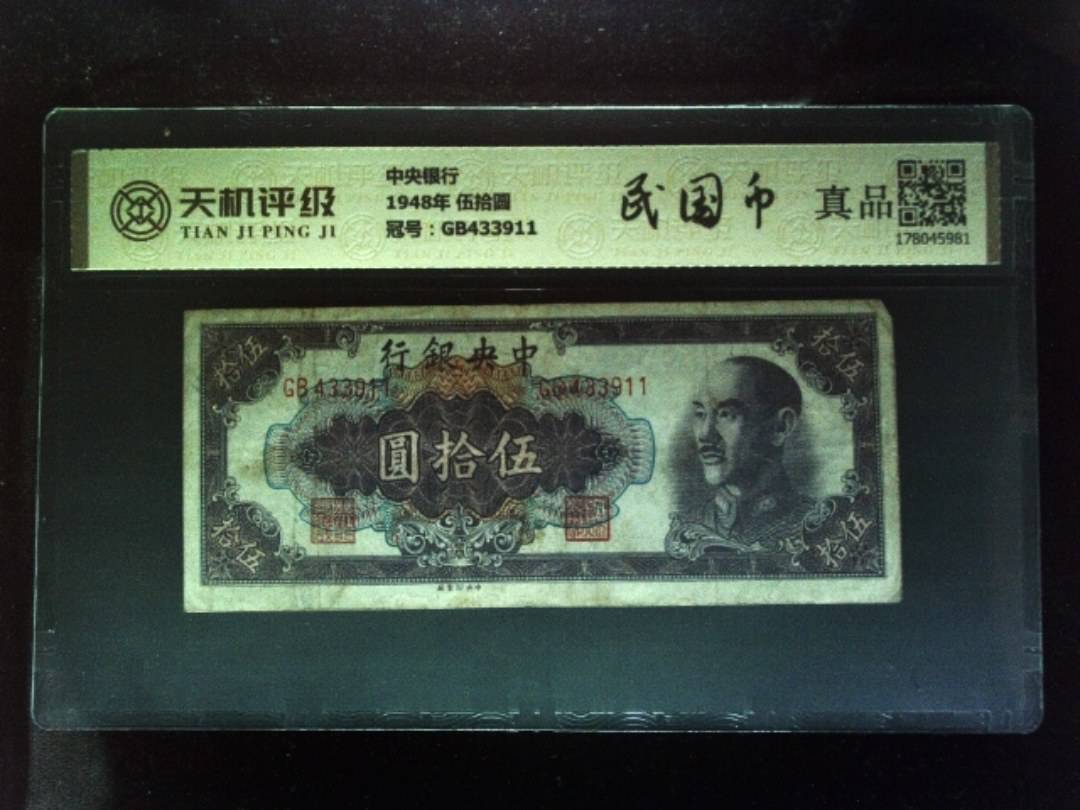 天机评级
TIAN JI PING JI
中央银行
1948年 伍拾圆
冠号：GB433911
民国币
真品
178045981
伍拾
行銀央中
伍拾
GB433911
GB433911
圓拾伍
伍拾
伍拾